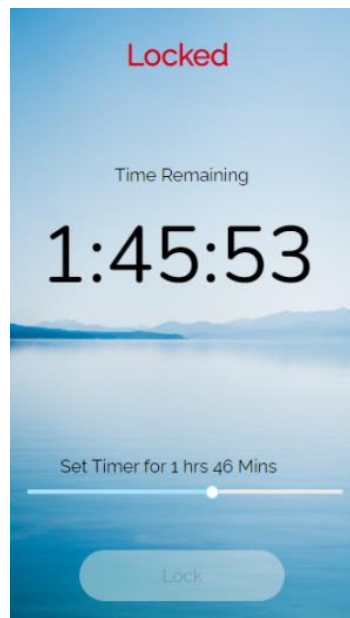 Locked
Time Remaining
1:45:53
Set Timer for 1 hrs 46 Mins
Lock